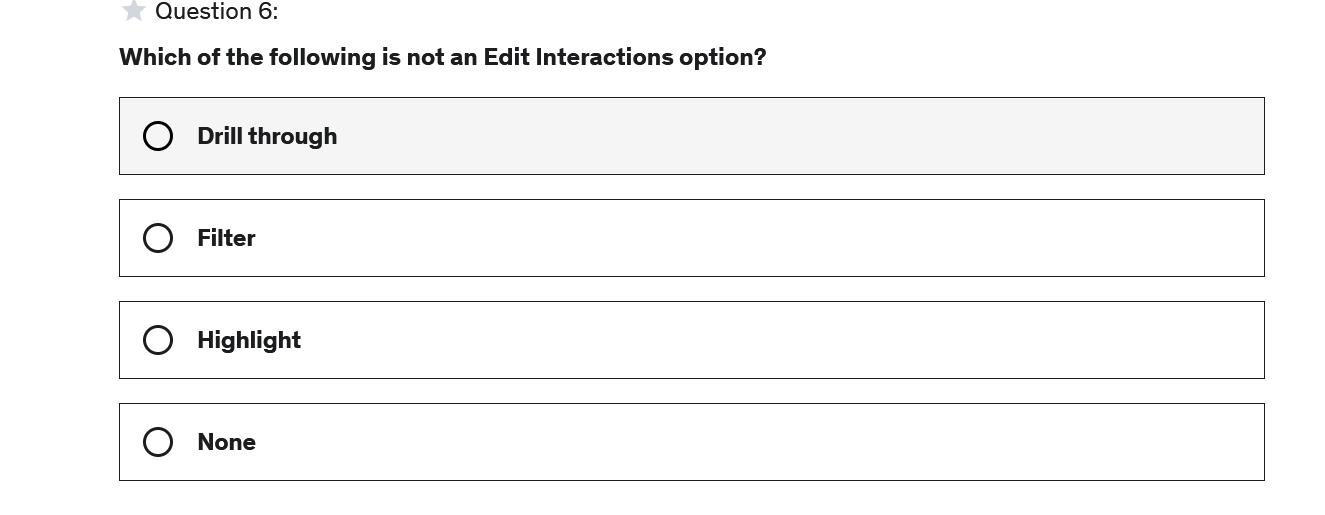 Question 6:
Which of the following is not an Edit Interactions option?
Drill through
Filter
Highlight
None